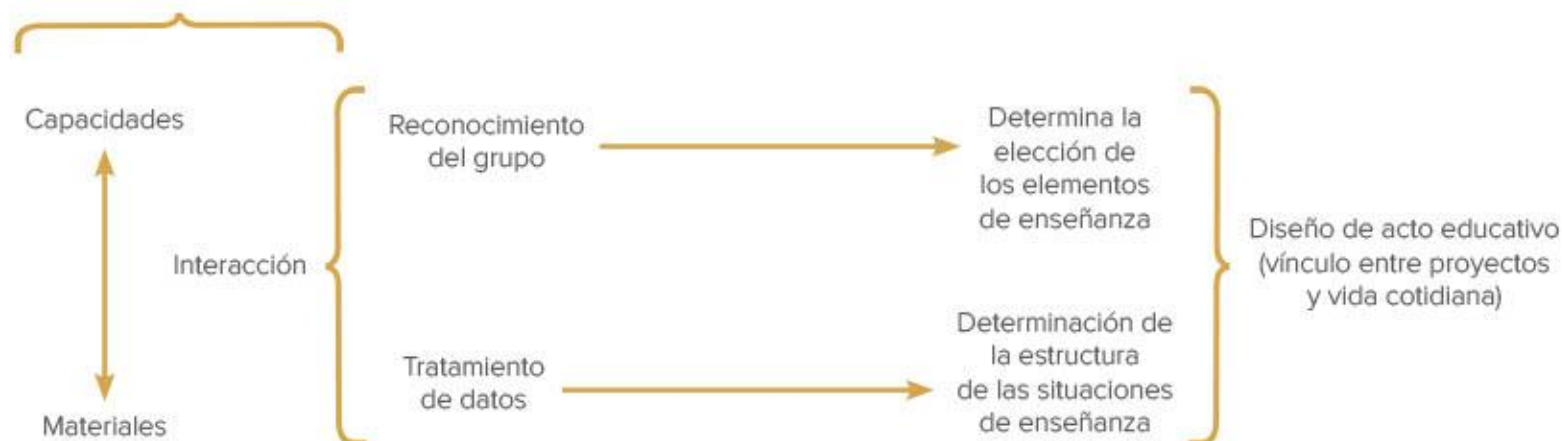 Capacidades
Materiales
Interacción
Reconocimiento
del grupo
Tratamiento
de datos
Determina la
elección de
los elementos
de enseñanza
Determinación de
la estructura
de las situaciones
de enseñanza
Diseño de acto educativo
(vínculo entre proyectos
y vida cotidiana)